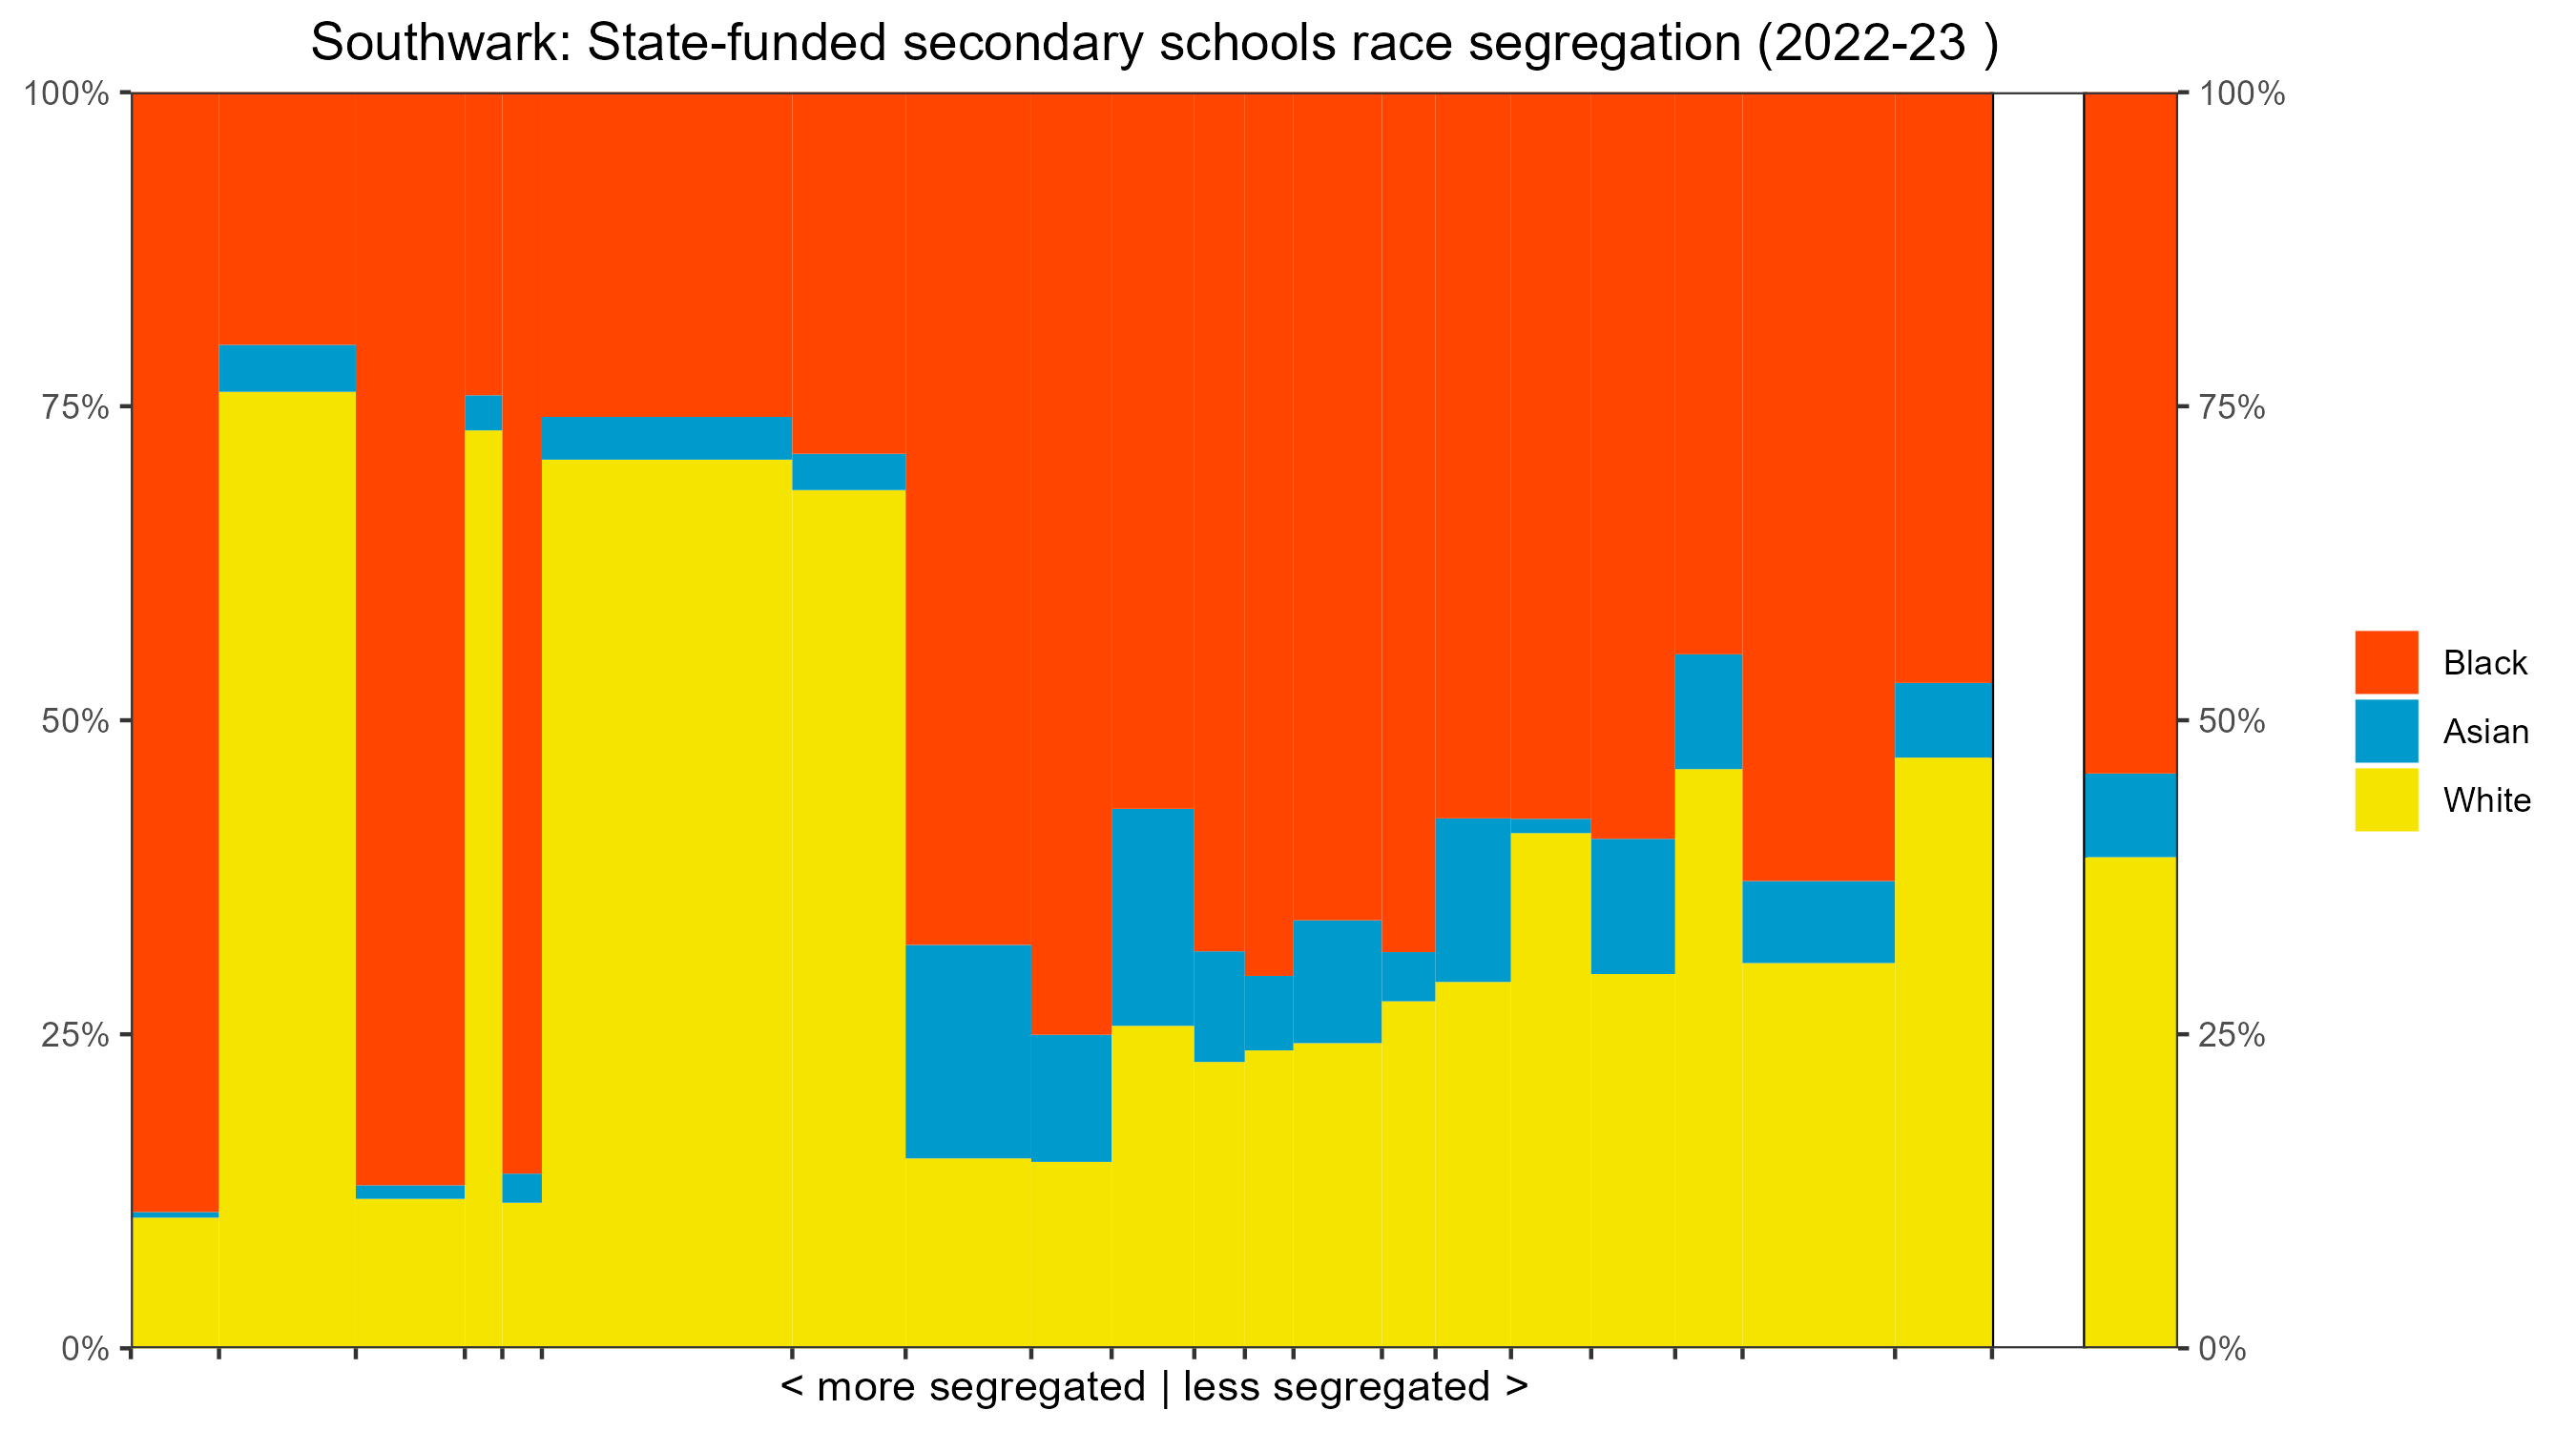 Southwark: State-funded secondary schools race segregation (2022-23 )
100%
75%
50%
25%
0%
100%
75%
50%
25%
0%
Black
Asian
White
< more segregated | less segregated >